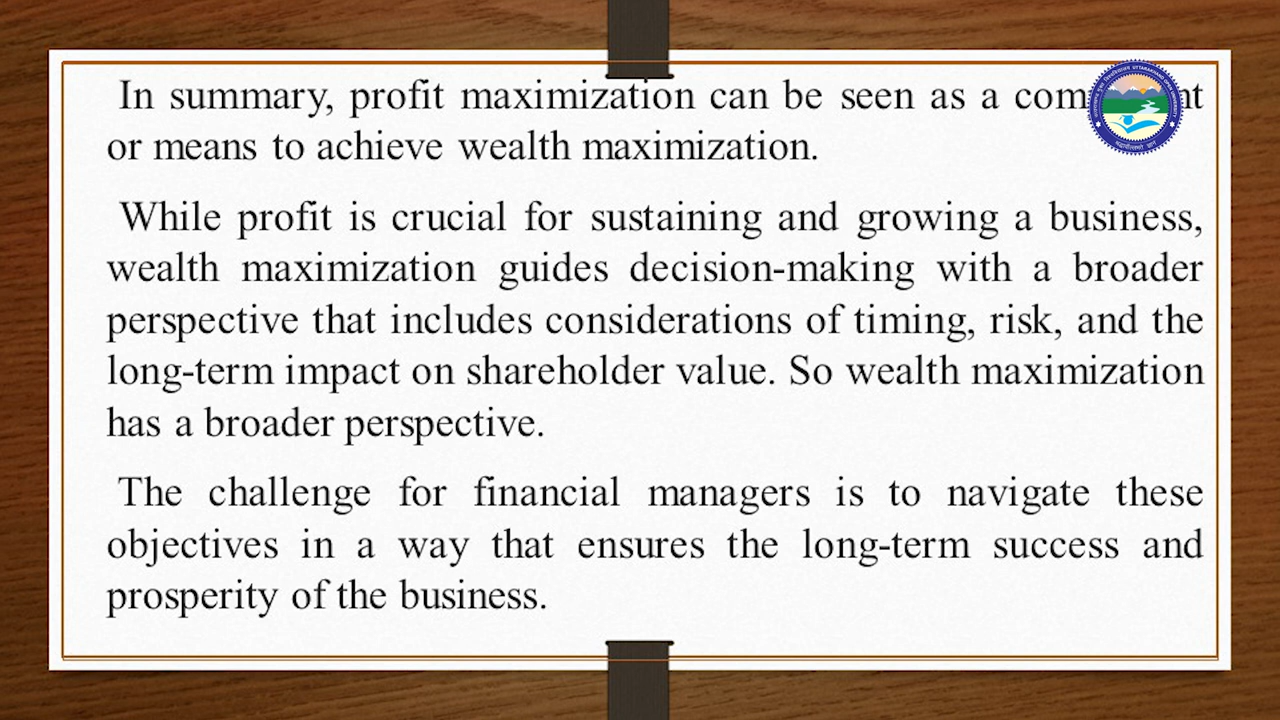 In summary, profit maximization can be seen as a
or means to achieve wealth maximization.
While profit is crucial for sustaining and growing a business,
wealth maximization guides decision-making with a broader
perspective that includes considerations of timing, risk, and the
long-term impact on shareholder value. So wealth maximization
has a broader perspective.
The challenge for financial managers is to navigate these
objectives in a way that ensures the long-term success and
prosperity of the business.